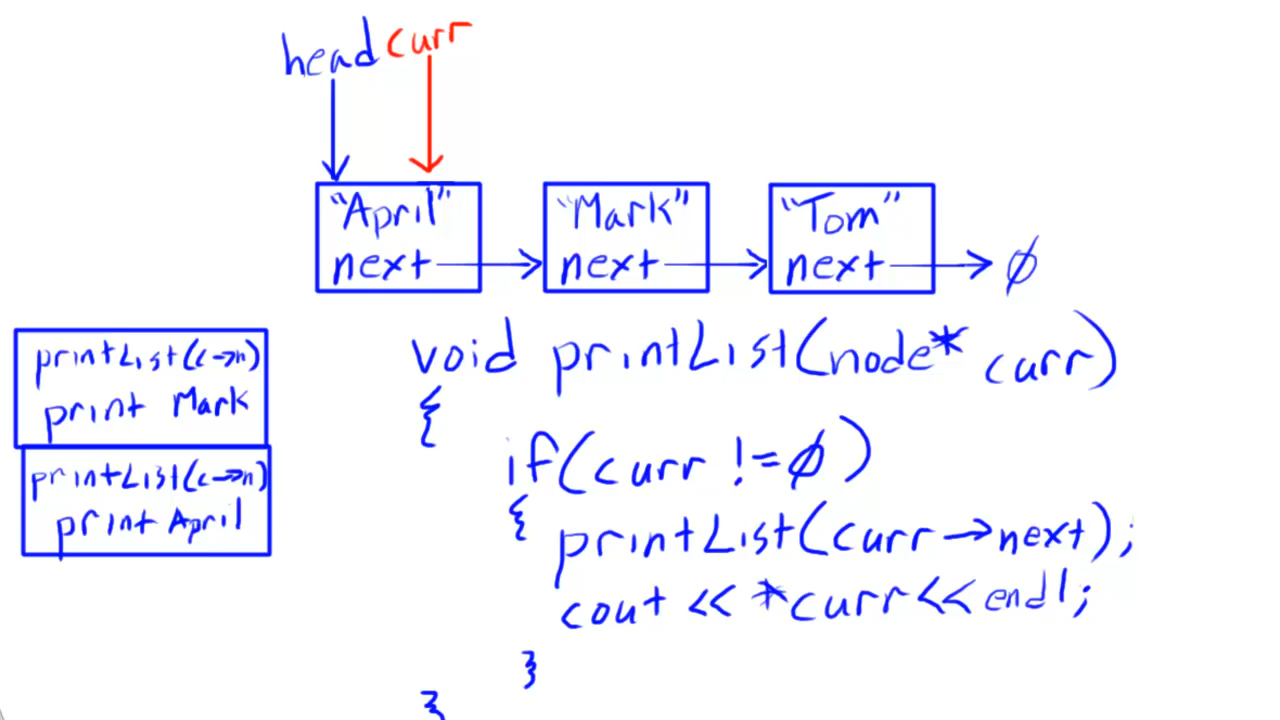 head curr
"April" "Mark" "Tom"
next next next ∅
printList(c→n)
print Mark
printList(c→n)
print April
void printList(node* curr)
{
if(curr !=∅)
{ printList(curr→next);
cout << *curr<<endl;
}
}